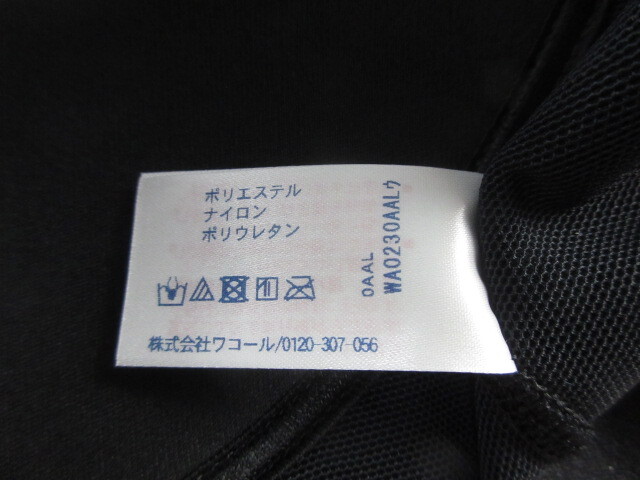 ポリエステル
ナイロン
ポリウレタン
株式会社ワコール/0120-307-056
0AAL
WA0230AALウ